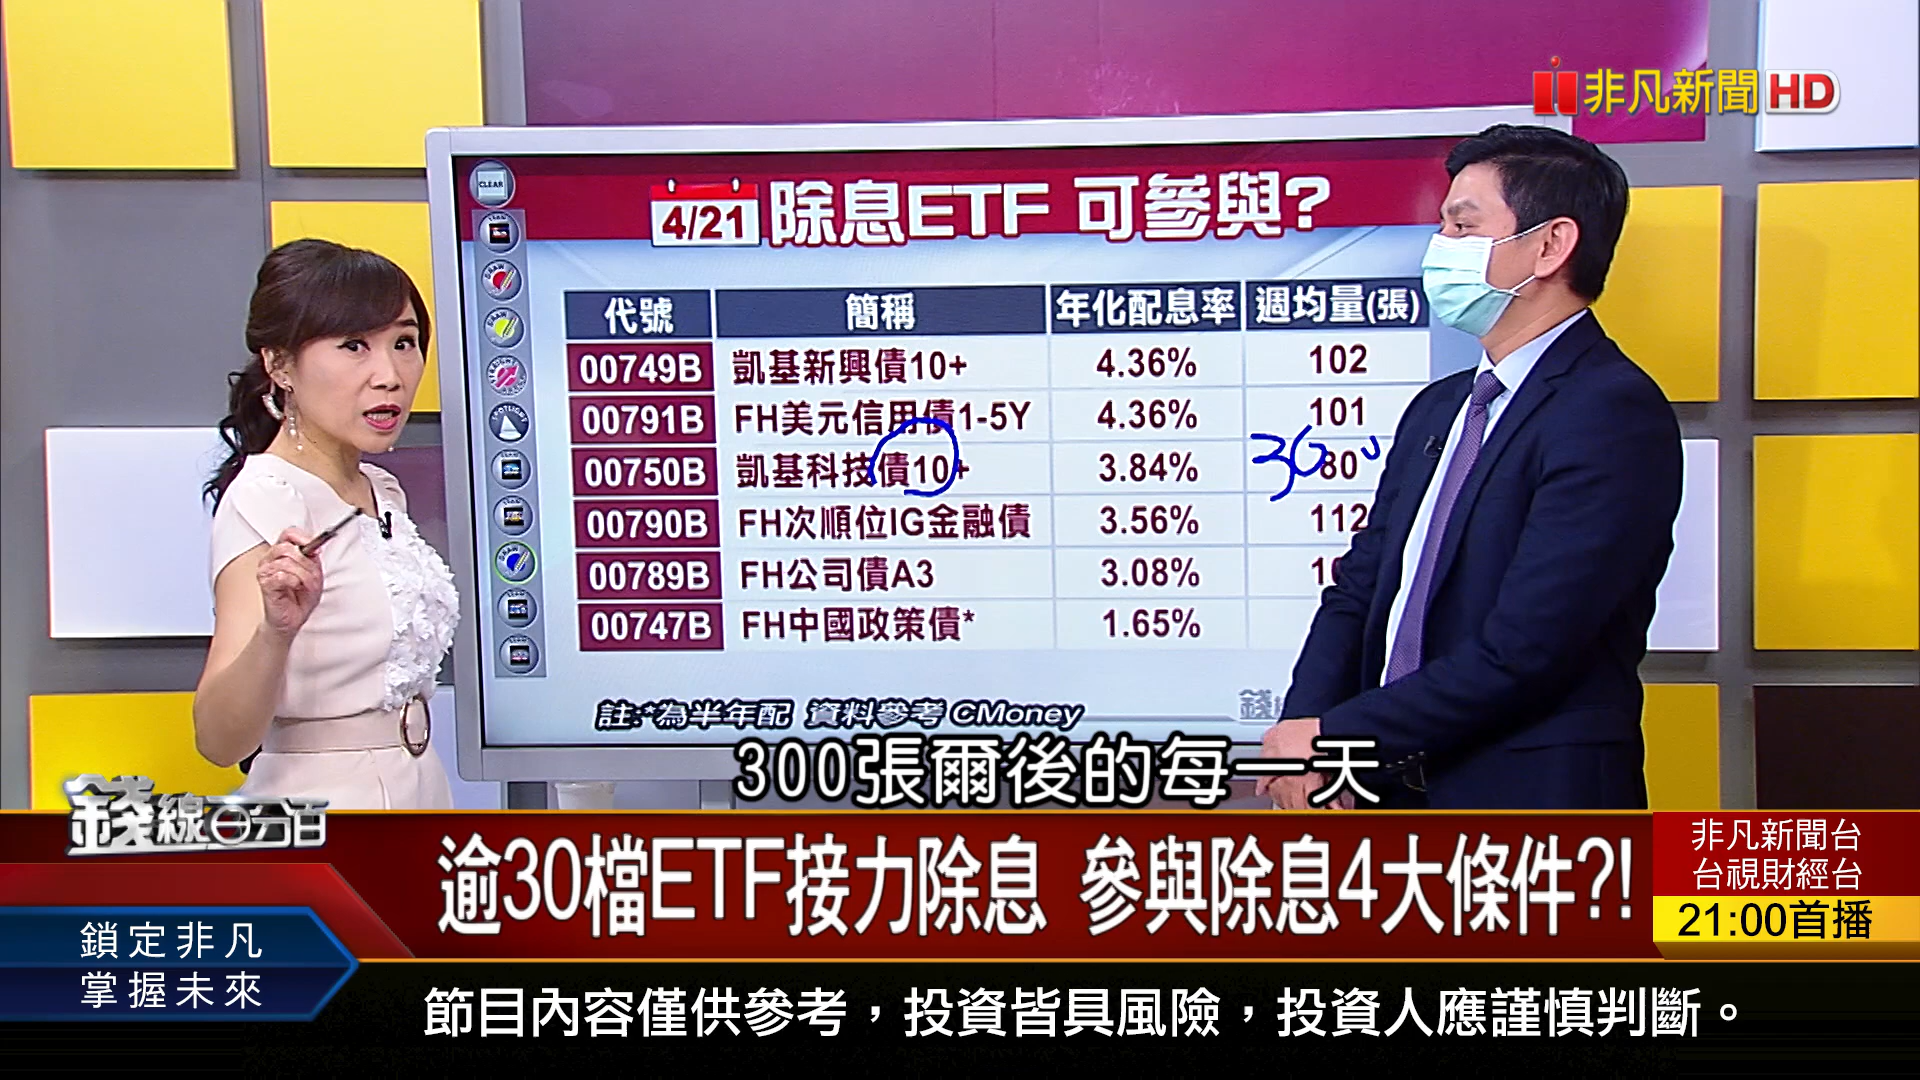 非凡新聞HD
CLEAR
4/21 除息ETF 可參與?
代號 簡稱 年化配息率 週均量(張)
00749B 凱基新興債10+ 4.36% 102
00791B FH美元信用債1-5Y 4.36% 101
00750B 凱基科技債10+ 3.84% 80
300
00790B FH次順位IG金融債 3.56% 112
00789B FH公司債A3 3.08%
00747B FH中國政策債* 1.65%
註:*為半年配 資料參考 CMoney
錢
300張爾後的每一天
錢線百分百
逾30檔ETF接力除息 參與除息4大條件?!
非凡新聞台
台視財經台
21:00首播
鎖定非凡
掌握未來
節目內容僅供參考，投資皆具風險，投資人應謹慎判斷。